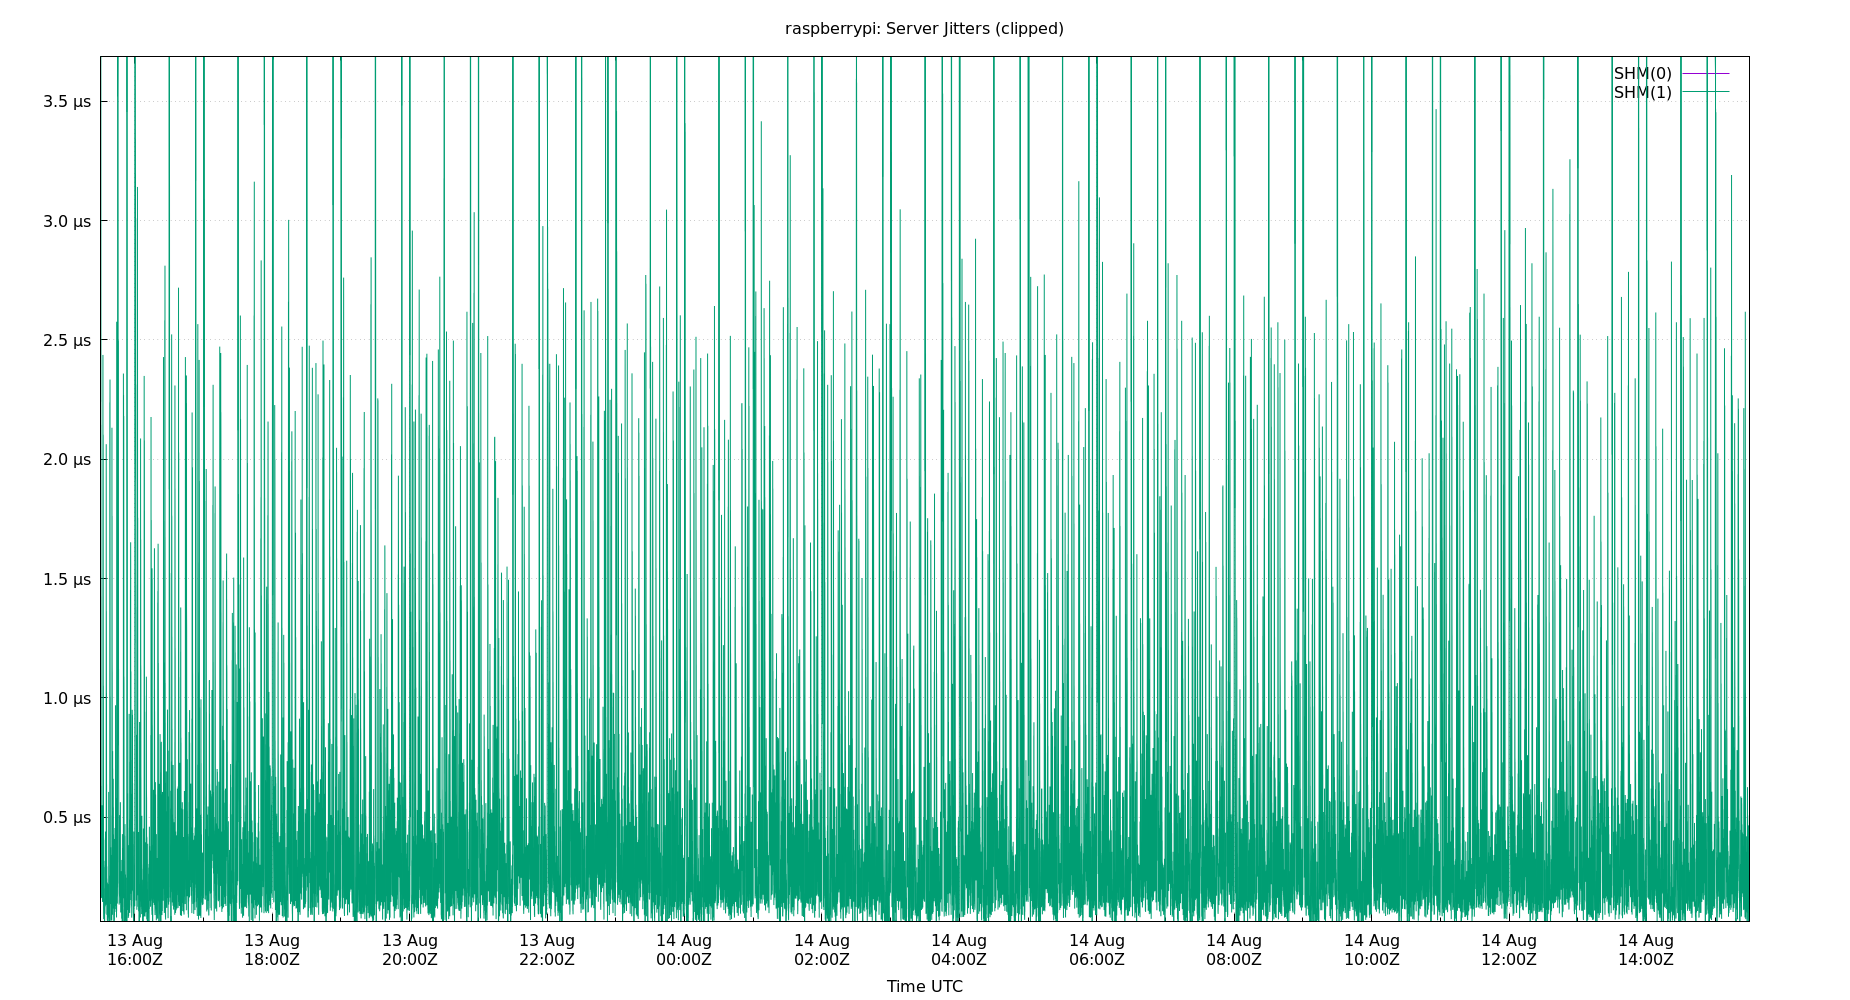 raspberrypi: Server Jitters (clipped)
SHM(0)
SHM(1)
3.5 µs
3.0 µs
2.5 µs
2.0 µs
1.5 µs
1.0 µs
0.5 µs
13 Aug 13 Aug 13 Aug 13 Aug 14 Aug 14 Aug 14 Aug 14 Aug 14 Aug 14 Aug 14 Aug 14 Aug
16:00Z 18:00Z 20:00Z 22:00Z 00:00Z 02:00Z 04:00Z 06:00Z 08:00Z 10:00Z 12:00Z 14:00Z
Time UTC